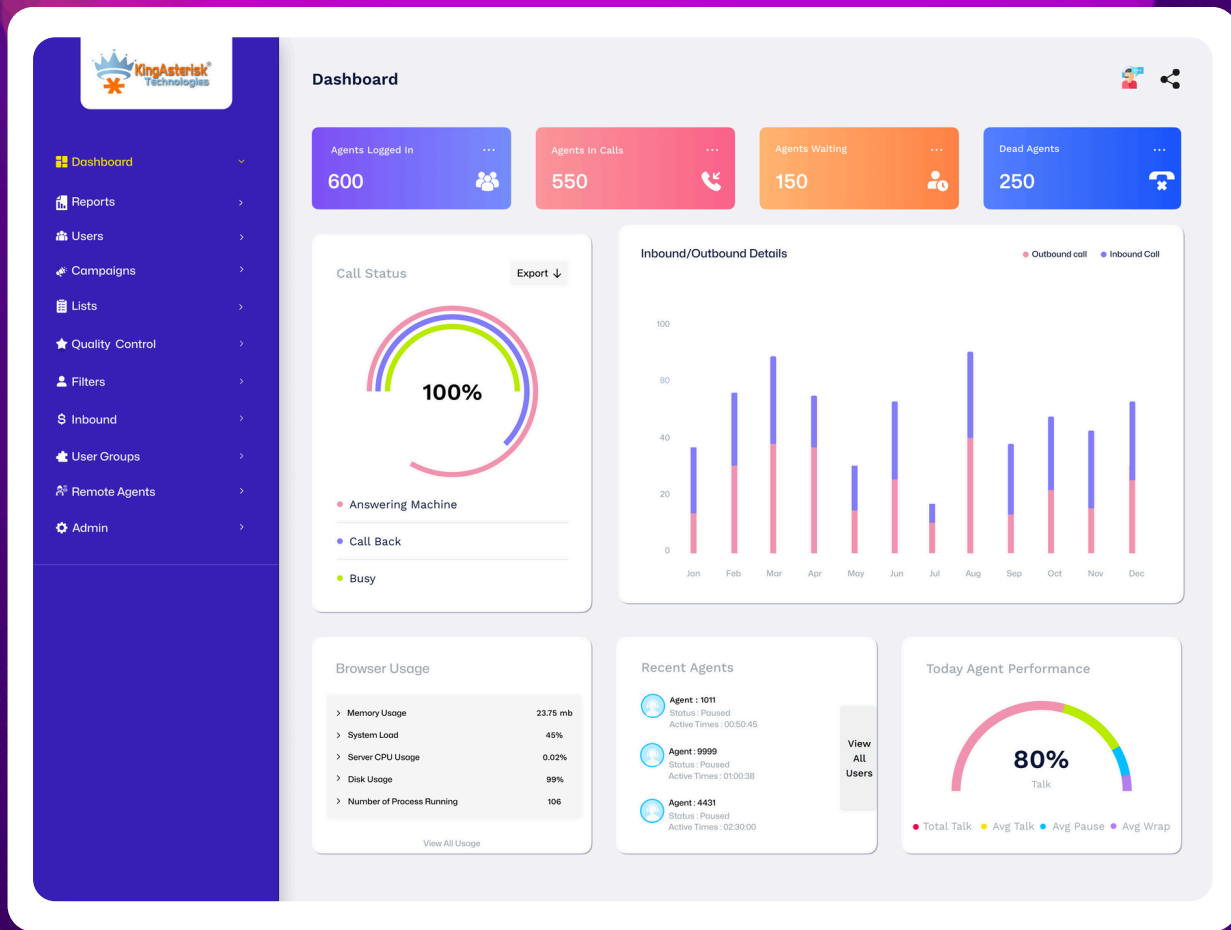 KingAsterisk®
Technologies
Dashboard
Reports
Users
Campaigns
Lists
Quality Control
Filters
$ Inbound
User Groups
Remote Agents
Admin
Dashboard
Agents Logged In ...
600
Agents In Calls ...
550
Agents Waiting ...
150
Dead Agents ...
250
Call Status
Export ↓
100%
Answering Machine
Call Back
Busy
Inbound/Outbound Details
Outbound call
Inbound Call
100
80
40
20
0
Jan Feb Mar Apr May Jun Jul Aug Sep Oct Nov Dec
Browser Usage
> Memory Usage 23.75 mb
> System Load 45%
> Server CPU Usage 0.02%
> Disk Usage 99%
> Number of Process Running 106
View All Usage
Recent Agents
Agent : 1011
Status : Paused
Active Times : 00:50:45
Agent : 9999
Status : Paused
Active Times : 01:00:38
Agent : 4431
Status : Paused
Active Times : 02:30:00
View
All
Users
Today Agent Performance
80%
Talk
Total Talk Avg Talk Avg Pause Avg Wrap